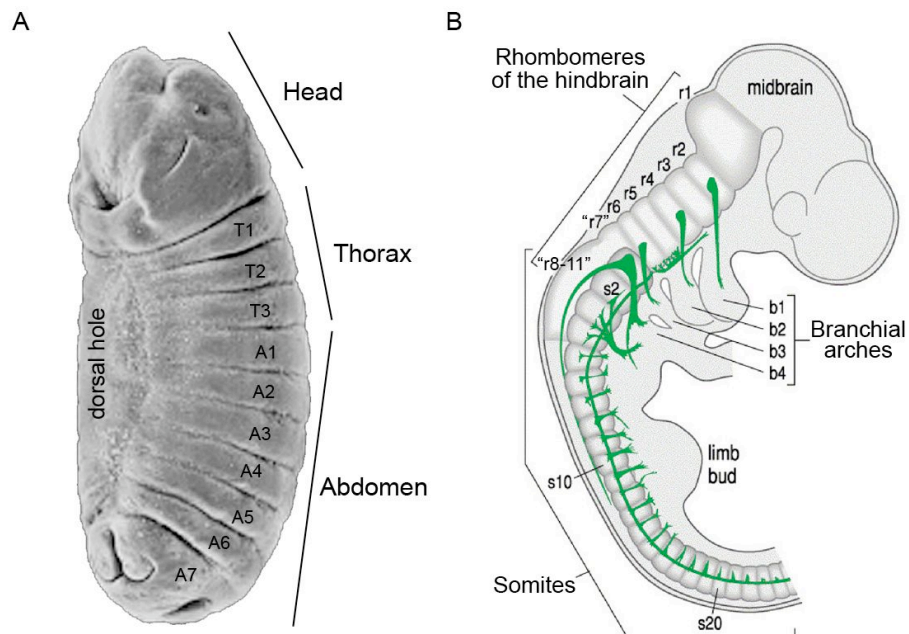 A
Head
Thorax
Abdomen
dorsal hole
T1
T2
T3
A1
A2
A3
A4
A5
A6
A7
B
Rhombomeres
of the hindbrain
r1
midbrain
r2
r3
r4
r5
r6
“r7”
“r8-11”
s2
b1
b2
b3
b4
Branchial
arches
limb
bud
s10
Somites
s20